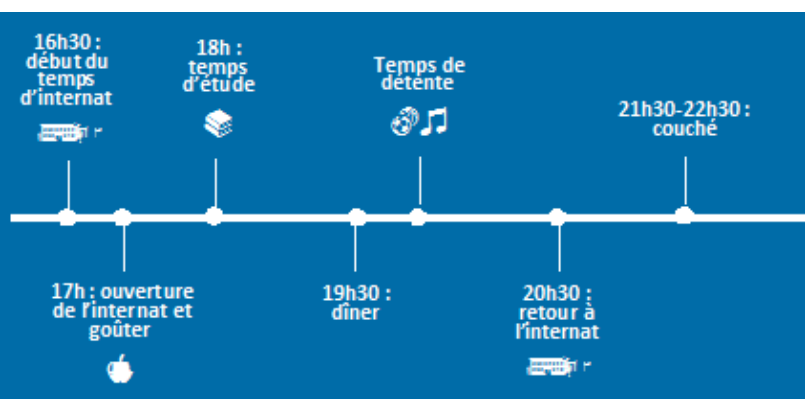 16h30 :
début du
temps
d'internat
18h :
temps
d'étude
Temps de
détente
21h30-22h30 :
couché
17h : ouverture
de l'internat et
goûter
19h30 :
dîner
20h30 :
retour à
l'internat